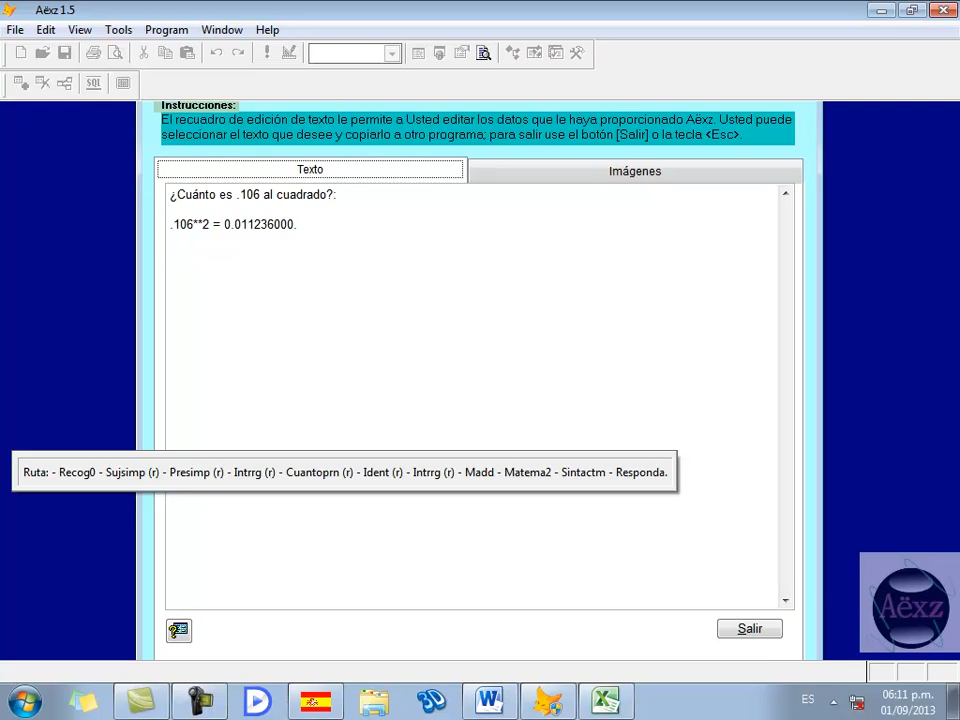 Aëxz 1.5
File Edit View Tools Program Window Help
SQL
Instrucciones:
El recuadro de edición de texto le permite a Usted editar los datos que le haya proporcionado Aëxz. Usted puede
seleccionar el texto que desee y copiarlo a otro programa; para salir use el botón [Salir] o la tecla <Esc>.
Texto Imágenes
¿Cuánto es .106 al cuadrado?:
.106**2 = 0.011236000.
Ruta: - Recog0 - Sujsimp (r) - Presimp (r) - Intrrg (r) - Cuantoprn (r) - Ident (r) - Intrrg (r) - Madd - Matema2 - Sintactm - Responda.
Aëxz
Salir
ES
06:11 p.m.
01/09/2013